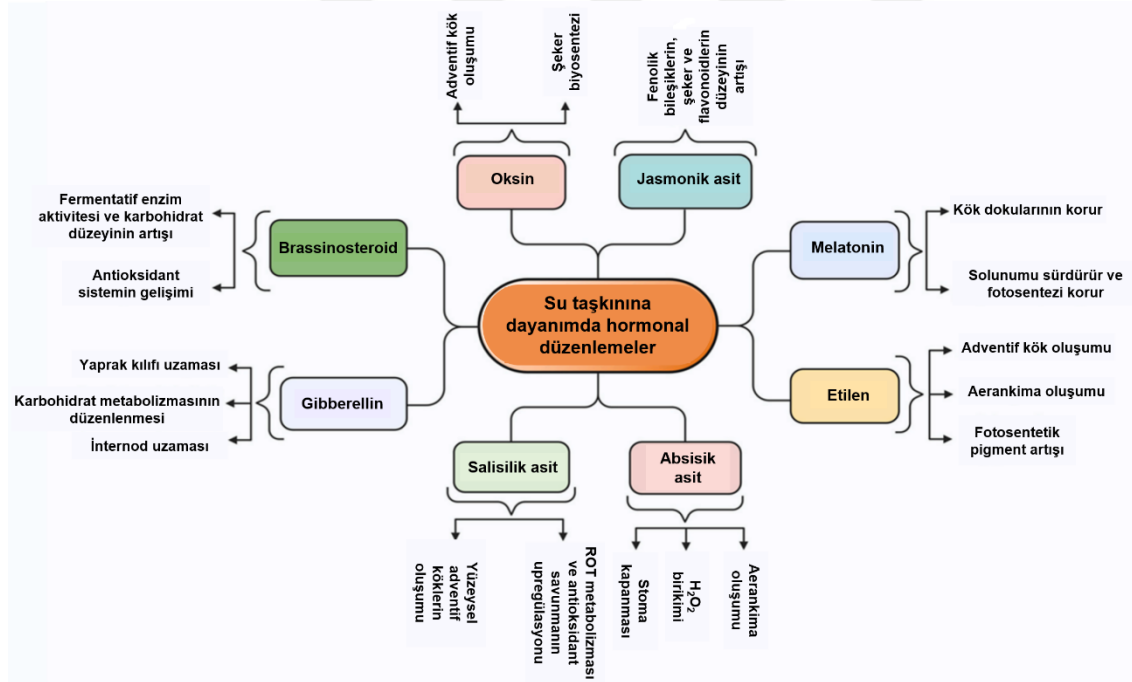 Adventif kök
oluşumu
Şeker
biyosentezi
Fenolik
bileşiklerin,
şeker ve
flavonoidlerin
düzeyinin
artışı
Oksin
Jasmonik asit
Fermentatif enzim
aktivitesi ve karbohidrat
düzeyinin artışı
Antioksidant
sistemin gelişimi
Brassinosteroid
Melatonin
Kök dokularının korur
Solunumu sürdürür ve
fotosentezi korur
Su taşkınına
dayanımda hormonal
düzenlemeler
Yaprak kılıfı uzaması
Karbohidrat metabolizmasının
düzenlenmesi
İnternod uzaması
Gibberellin
Etilen
Adventif kök oluşumu
Aerankima oluşumu
Fotosentetik
pigment artışı
Salisilik asit
Absisik
asit
Yüzeysel
adventif
köklerin
oluşumu
ROT metabolizması
ve antioksidant
savunmanın
upregülasyonu
Stoma
kapanması
H₂O₂
birikimi
Aerankima
oluşumu